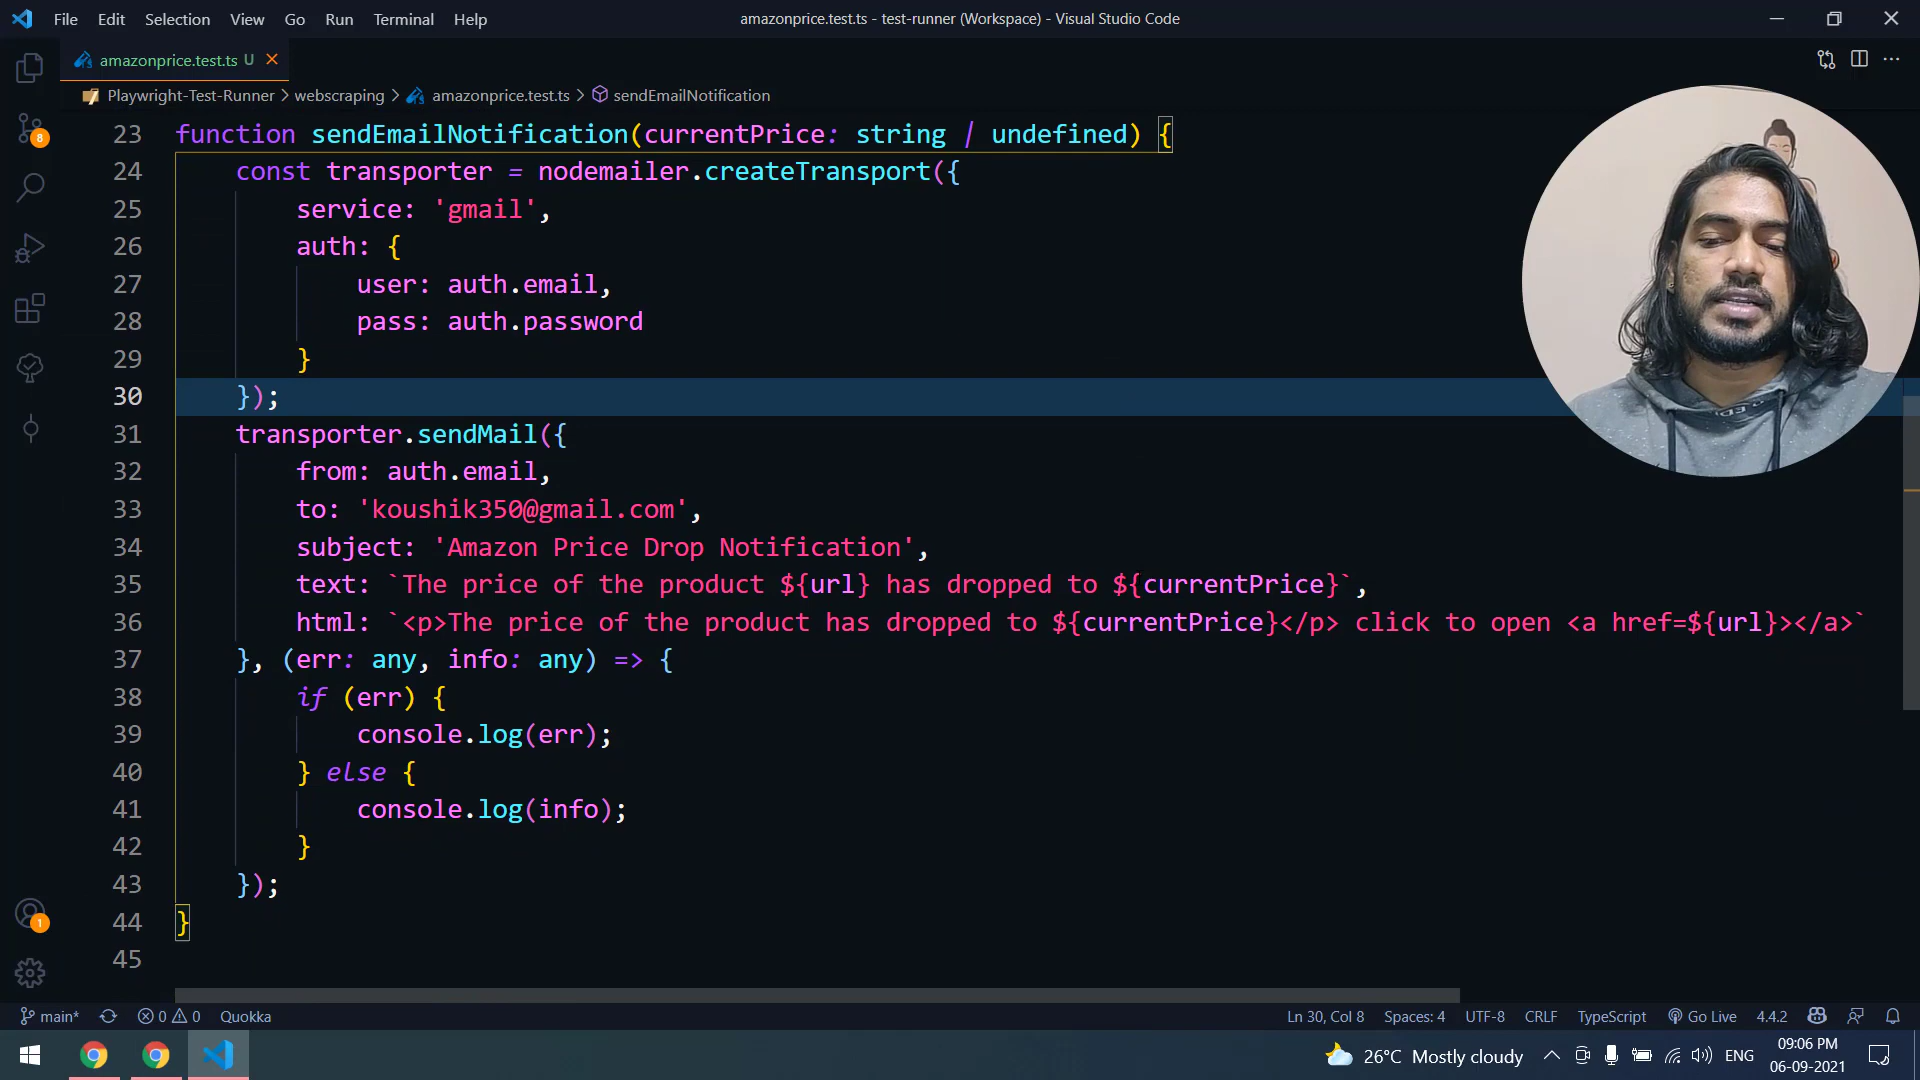 File Edit Selection View Go Run Terminal Help
amazonprice.test.ts - test-runner (Workspace) - Visual Studio Code
amazonprice.test.ts U
Playwright-Test-Runner > webscraping > amazonprice.test.ts > sendEmailNotification
23 function sendEmailNotification(currentPrice: string | undefined) {
24 const transporter = nodemailer.createTransport({
25 service: 'gmail',
26 auth: {
27 user: auth.email,
28 pass: auth.password
29 }
30 });
31 transporter.sendMail({
32 from: auth.email,
33 to: 'koushik350@gmail.com',
34 subject: 'Amazon Price Drop Notification',
35 text: `The price of the product ${url} has dropped to ${currentPrice}`,
36 html: `<p>The price of the product has dropped to ${currentPrice}</p> click to open <a href=${url}></a>`
37 }, (err: any, info: any) => {
38 if (err) {
39 console.log(err);
40 } else {
41 console.log(info);
42 }
43 });
44 }
45
8
1
main* 0 0 Quokka
Ln 30, Col 8 Spaces: 4 UTF-8 CRLF TypeScript Go Live 4.4.2
26°C Mostly cloudy ENG
09:06 PM
06-09-2021